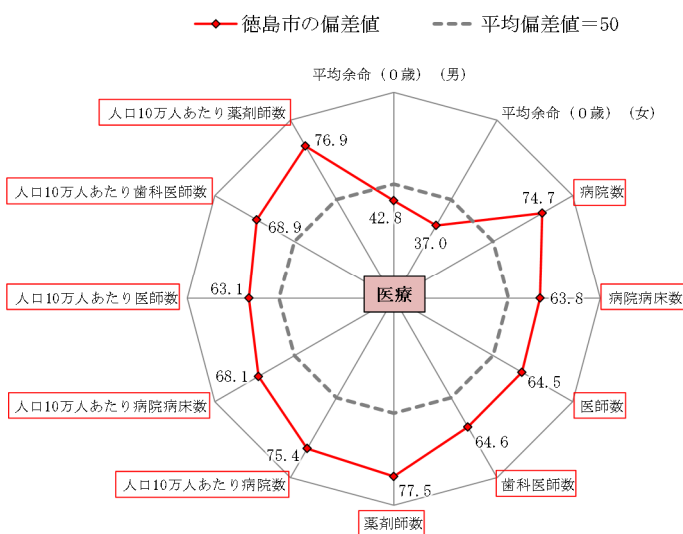 徳島市の偏差値 平均偏差値＝50
平均余命（０歳）（男）
平均余命（０歳）（女）
病院数
病院病床数
医師数
歯科医師数
薬剤師数
人口10万人あたり病院数
人口10万人あたり病院病床数
人口10万人あたり医師数
人口10万人あたり歯科医師数
人口10万人あたり薬剤師数
42.8
37.0
74.7
63.8
64.5
64.6
77.5
75.4
68.1
63.1
68.9
76.9
医療